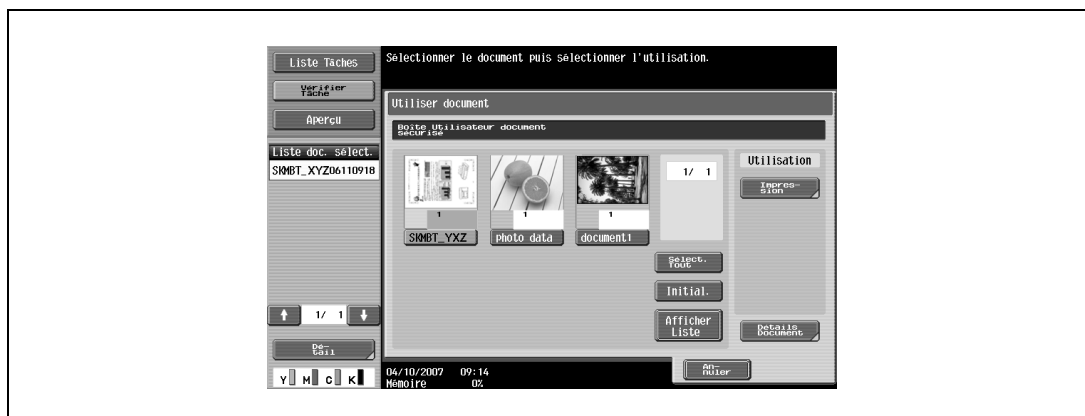 Liste Tâches
Vérifier
Tâche
Aperçu
Liste doc. sélect.
SKMBT_XYZ06110918
1/ 1
Dé-
tail
Y M C K
Sélectionner le document puis sélectionner l'utilisation.
Utiliser document
Boîte Utilisateur document
sécurisé
1
SKMBT_YXZ
1
photo data
1
document1
1/ 1
Sélect.
Tout
Initial.
Afficher
Liste
Utilisation
Impres-
sion
Détails
Document
An-
nuler
04/10/2007 09:14
Mémoire 0%